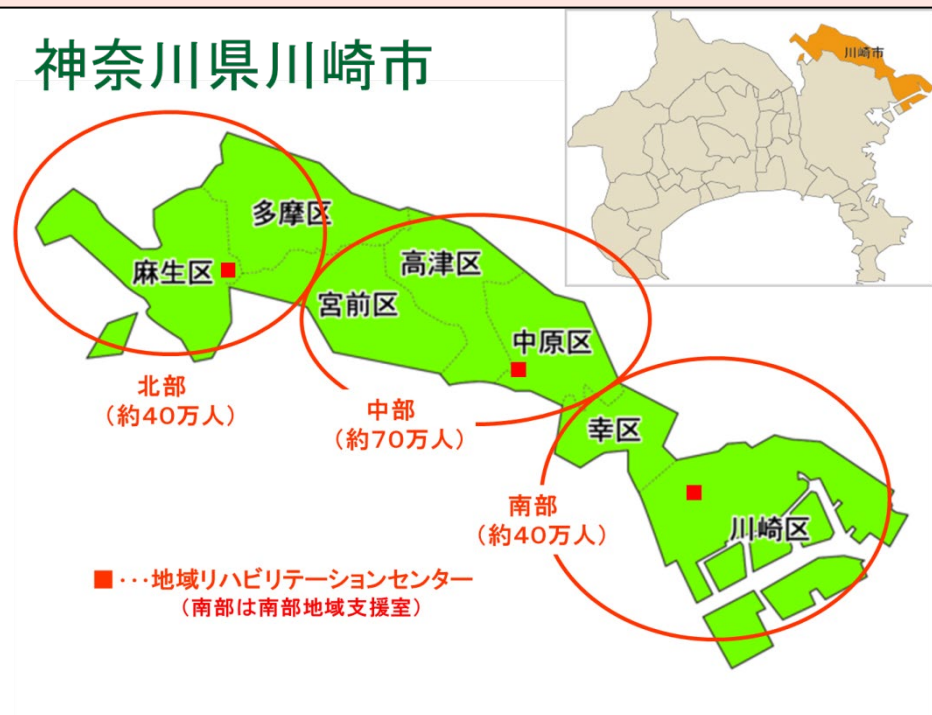 神奈川県川崎市
川崎市
多摩区
麻生区
高津区
宮前区
中原区
幸区
川崎区
北部
（約40万人）
中部
（約70万人）
南部
（約40万人）
■・・・地域リハビリテーションセンター
（南部は南部地域支援室）